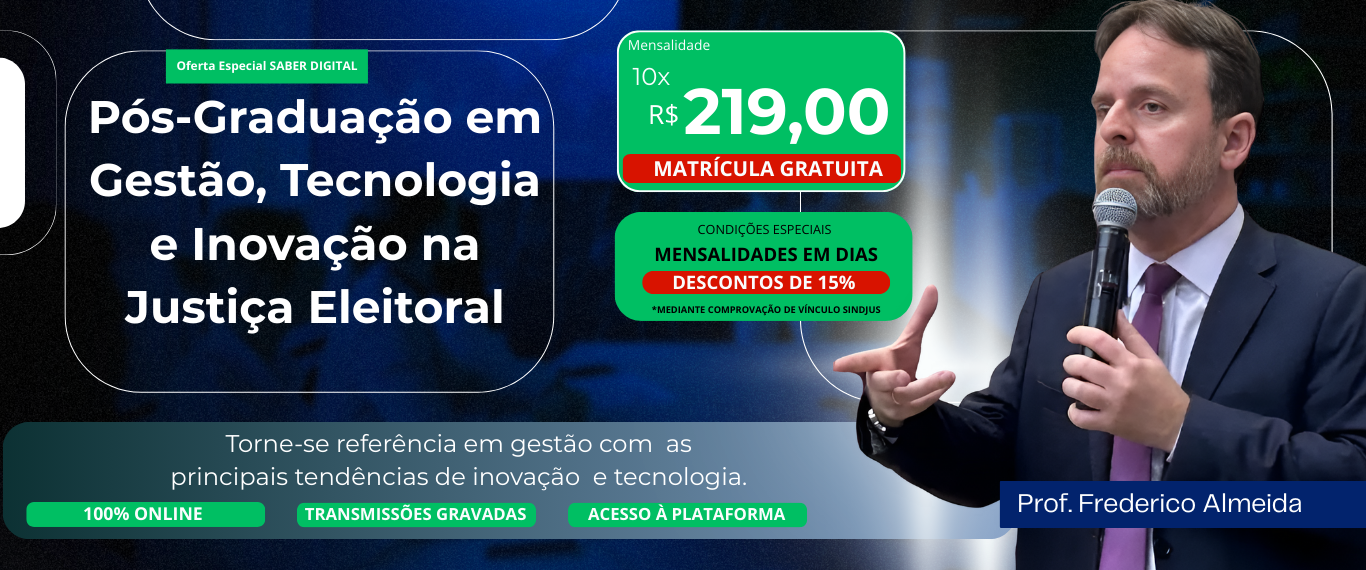 Oferta Especial SABER DIGITAL
Pós-Graduação em
Gestão, Tecnologia
e Inovação na
Justiça Eleitoral
Mensalidade
10x
R$ 219,00
MATRÍCULA GRATUITA
CONDIÇÕES ESPECIAIS
MENSALIDADES EM DIAS
DESCONTOS DE 15%
*MEDIANTE COMPROVAÇÃO DE VÍNCULO SINDJUS
Torne-se referência em gestão com as
principais tendências de inovação e tecnologia.
100% ONLINE
TRANSMISSÕES GRAVADAS
ACESSO À PLATAFORMA
Prof. Frederico Almeida